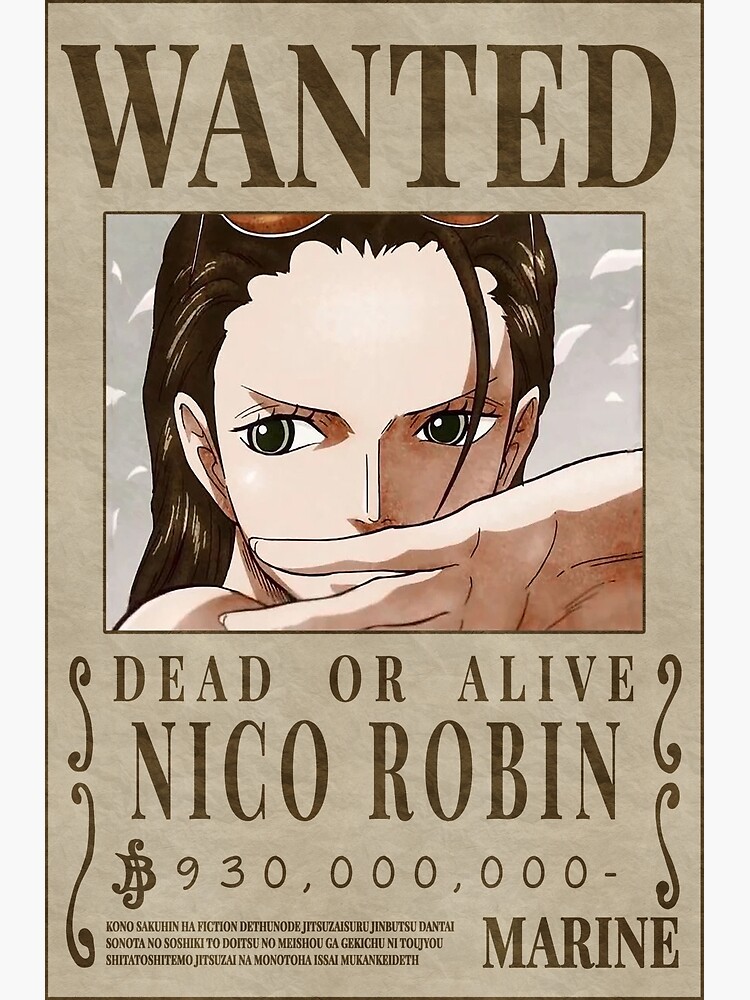 WANTED
DEAD OR ALIVE
NICO ROBIN
฿ 930,000,000-
KONO SAKUHIN HA FICTION DETHUNODE JITSUZAISURU JINBUTSU DANTAI
SONOTA NO SOSHIKI TO DOITSU NO MEISHOU GA GEKICHU NI TOUJYOU
SHITATOSHITEMO JITSUZAI NA MONOTOHA ISSAI MUKANKEIDETH
MARINE